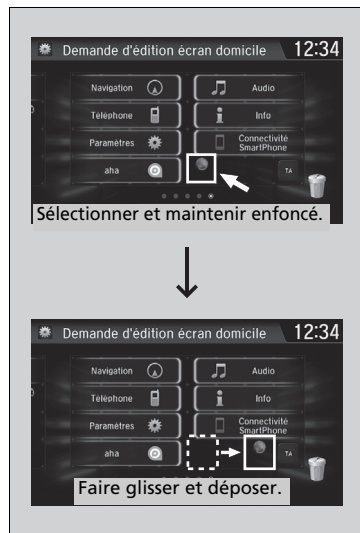 Demande d'édition écran domicile 12:34
Navigation Audio
Téléphone Info
Paramètres Connectivité
SmartPhone
aha TA
Sélectionner et maintenir enfoncé.
Demande d'édition écran domicile 12:34
Navigation Audio
Téléphone Info
Paramètres Connectivité
SmartPhone
aha TA
Faire glisser et déposer.